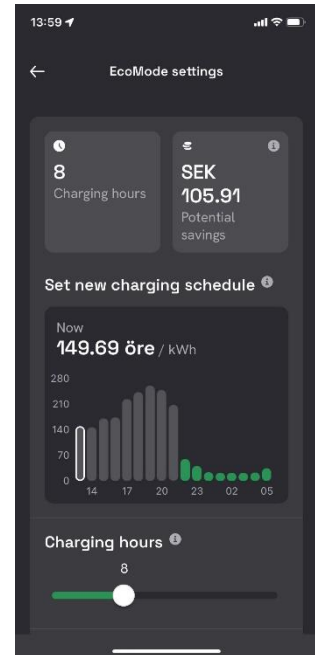 13:59
EcoMode settings
8
Charging hours
SEK
105.91
Potential
savings
Set new charging schedule
Now
149.69 öre / kWh
280
210
140
70
0
14 17 20 23 02 05
Charging hours
8